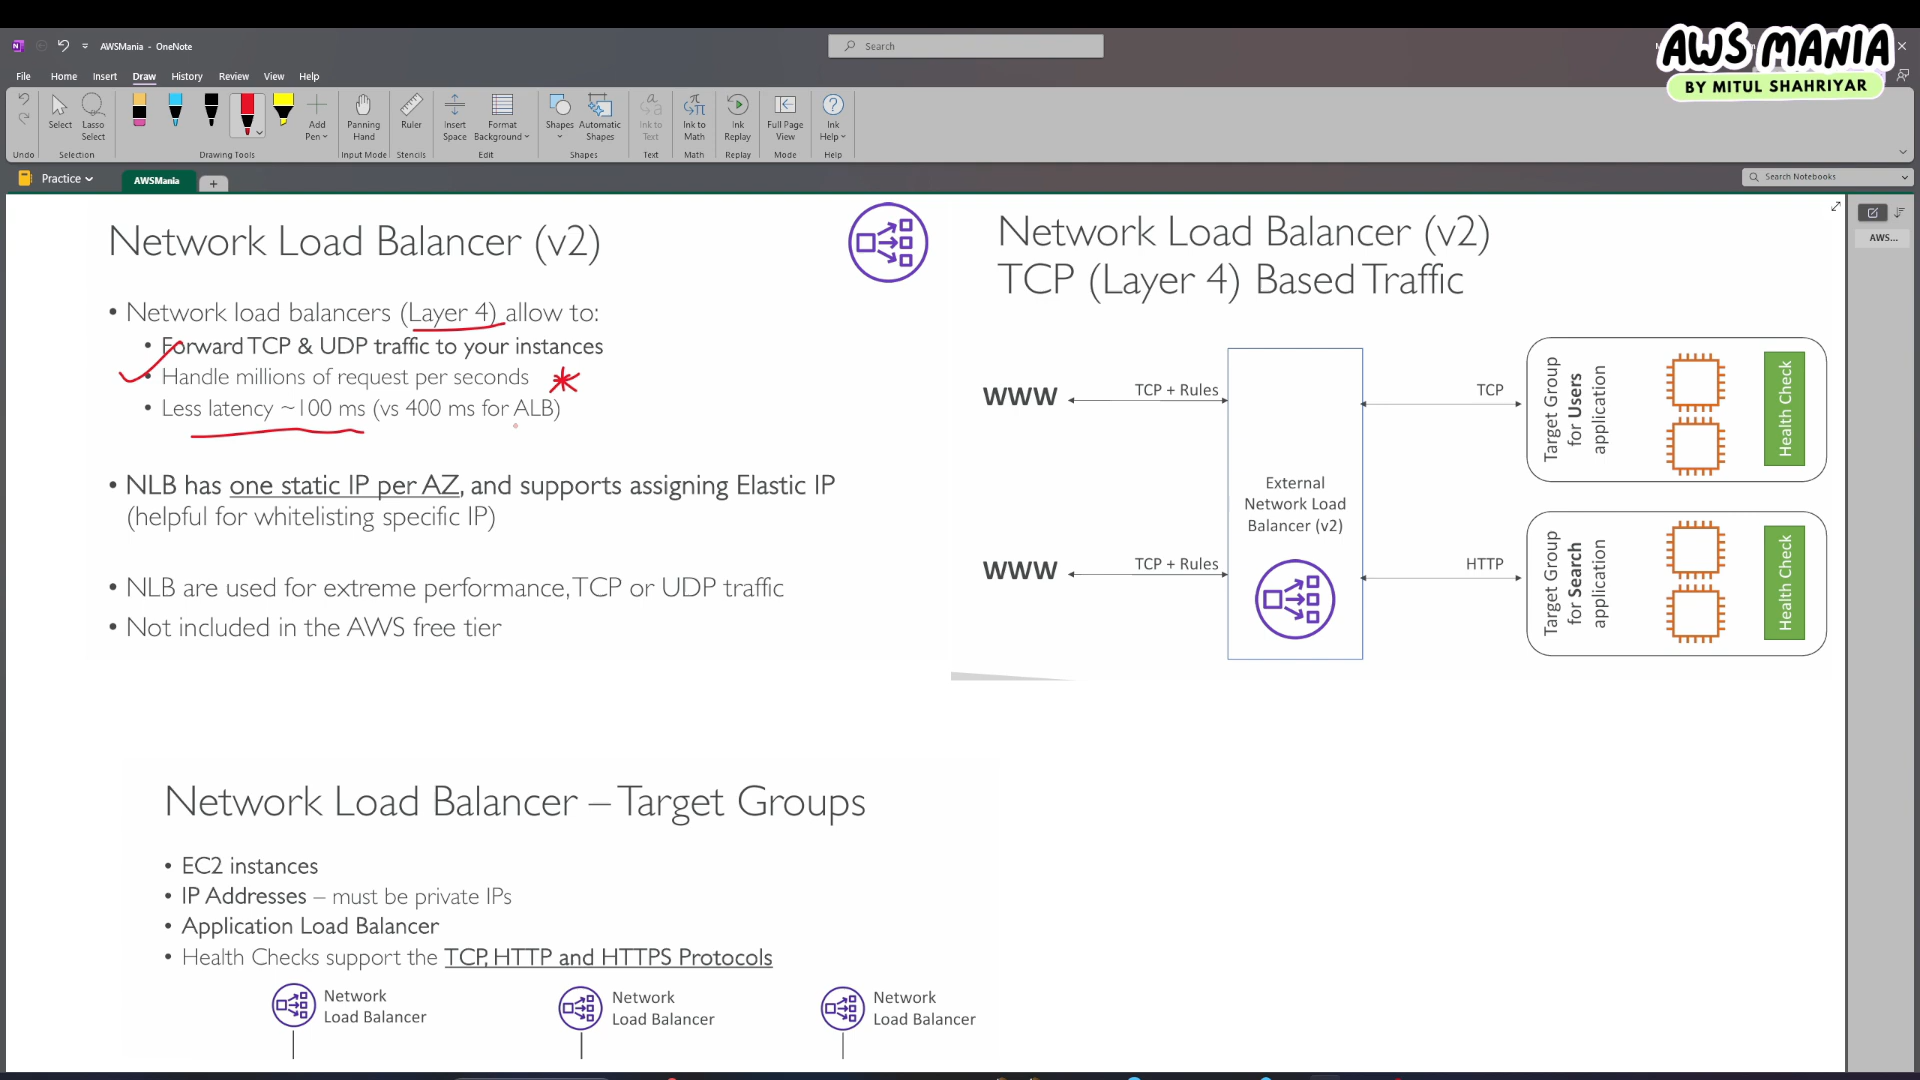 AWSMania - OneNote
Search
AWS MANIA
BY MITUL SHAHRIYAR
File Home Insert Draw History Review View Help
Select
Lasso Select
Add Pen
Panning Hand
Ruler
Insert Space
Format Background
Shapes
Automatic Shapes
Ink to Text
Ink to Math
Ink Replay
Full Page View
Ink Help
Undo Selection Drawing Tools Input Mode Stencils Edit Shapes Text Math Replay Mode Help
Practice
AWSMania
Search Notebooks
AWS...
Network Load Balancer (v2)
• Network load balancers (Layer 4) allow to:
• Forward TCP & UDP traffic to your instances
• Handle millions of request per seconds
• Less latency ~100 ms (vs 400 ms for ALB)
• NLB has one static IP per AZ, and supports assigning Elastic IP
(helpful for whitelisting specific IP)
• NLB are used for extreme performance, TCP or UDP traffic
• Not included in the AWS free tier
Network Load Balancer (v2)
TCP (Layer 4) Based Traffic
WWW
TCP + Rules
TCP
Target Group
for Users
application
Health Check
External
Network Load
Balancer (v2)
WWW
TCP + Rules
HTTP
Target Group
for Search
application
Health Check
Network Load Balancer – Target Groups
• EC2 instances
• IP Addresses – must be private IPs
• Application Load Balancer
• Health Checks support the TCP, HTTP and HTTPS Protocols
Network
Load Balancer
Network
Load Balancer
Network
Load Balancer